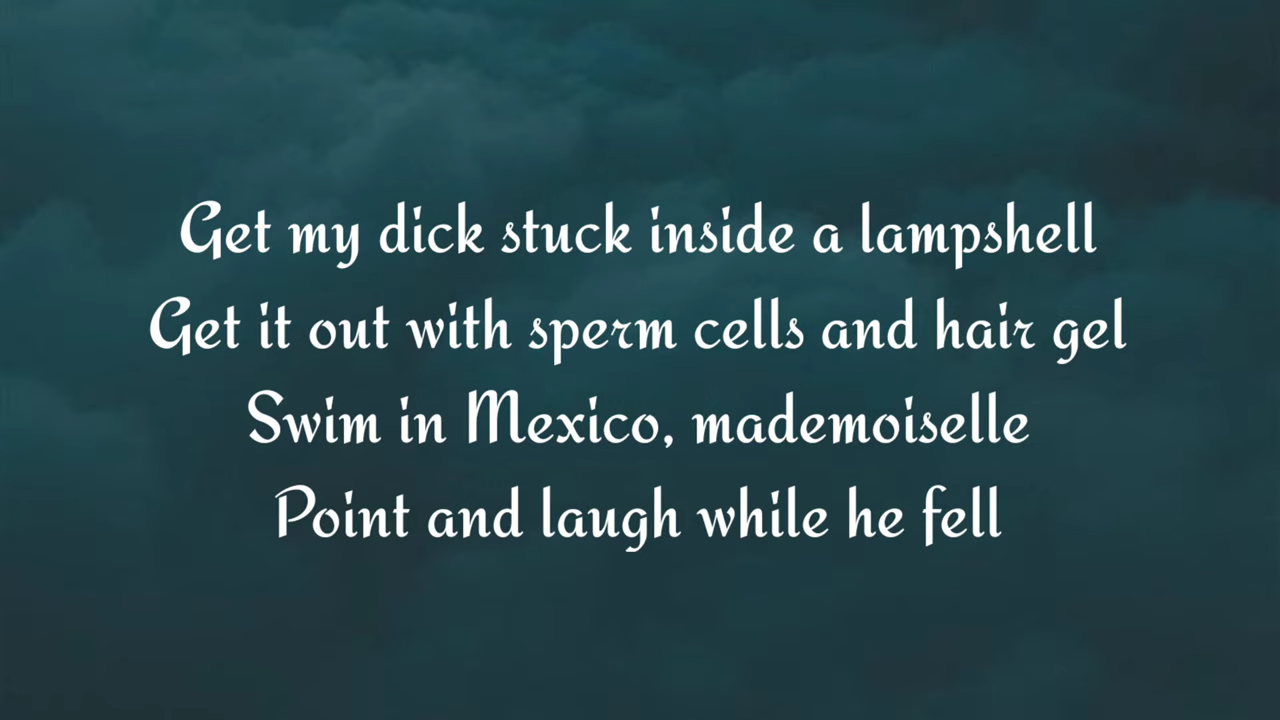 Get my dick stuck inside a lampshell
Get it out with sperm cells and hair gel
Swim in Mexico, mademoiselle
Point and laugh while he fell